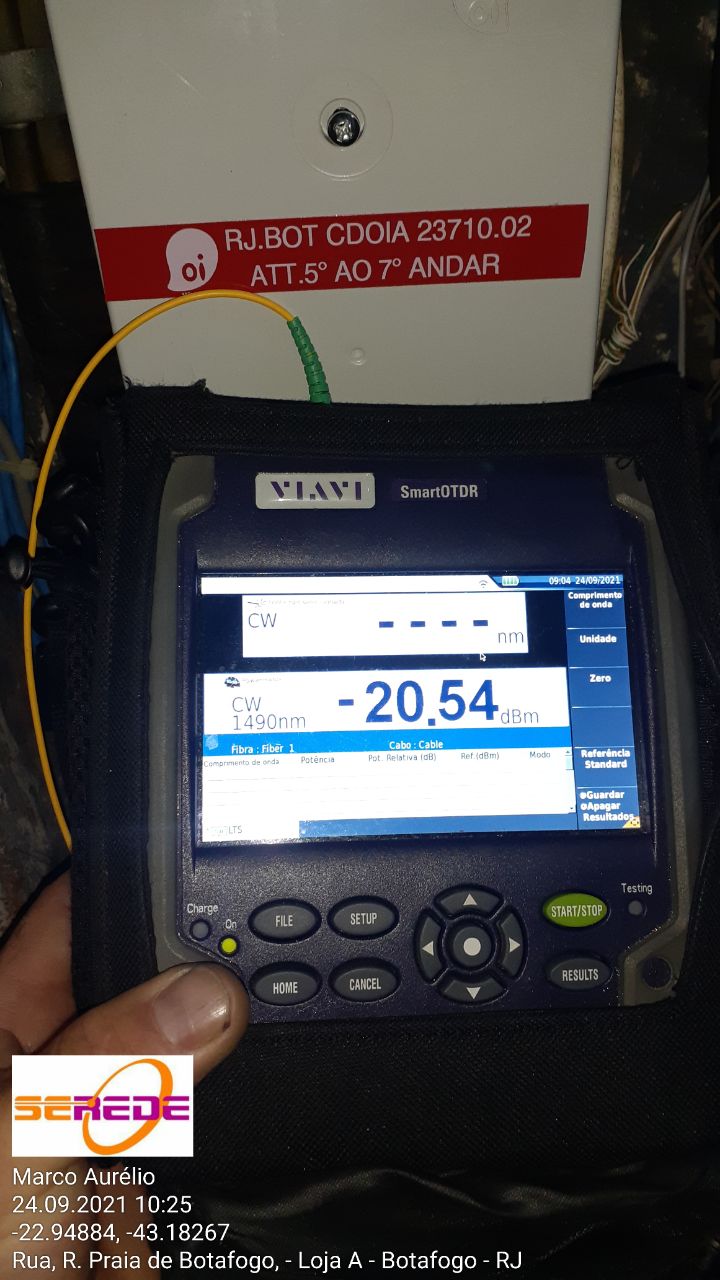 RJ.BOT CDOIA 23710.02
oi
ATT.5° AO 7° ANDAR
VIAVI
SmartOTDR
09:04 24/09/2021
Comprimento
de onda
CW
- - - -
nm
Unidade
Zero
CW
1490nm
-20.54 dBm
Fibra : Fiber 1
Cabo : Cable
Comprimento de onda
Potência
Pot. Relativa (dB)
Ref.(dBm)
Modo
Referência
Standard
Guardar
Apagar
Resultados
Charge
On
FILE
SETUP
START/STOP
Testing
HOME
CANCEL
RESULTS
SEREDE
Marco Aurélio
24.09.2021 10:25
-22.94884, -43.18267
Rua, R. Praia de Botafogo, - Loja A - Botafogo - RJ